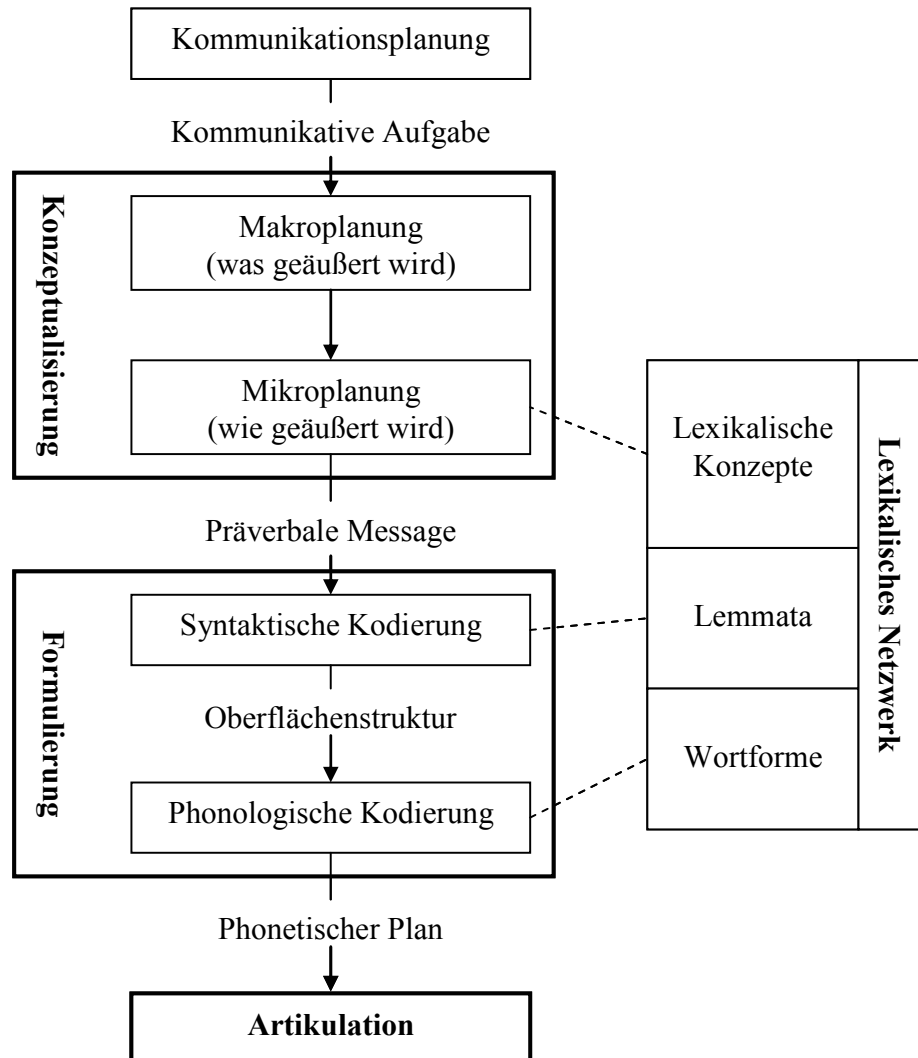 Kommunikationsplanung
Kommunikative Aufgabe
Konzeptualisierung
Makroplanung
(was geäußert wird)
Mikroplanung
(wie geäußert wird)
Präverbale Message
Formulierung
Syntaktische Kodierung
Oberflächenstruktur
Phonologische Kodierung
Phonetischer Plan
Artikulation
Lexikalische
Konzepte
Lemmata
Wortforme
Lexikalisches Netzwerk